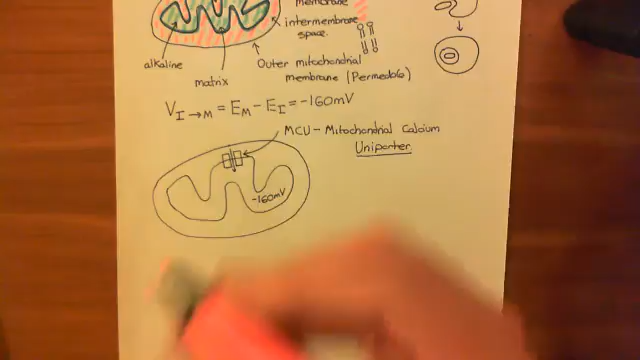 membrane
intermembrane
space.
alkaline
matrix
Outer mitochondrial
membrane (Permeable)
V I→M = E M − E I = −160mV
MCU – Mitochondrial Calcium
Uniporter
−160mV